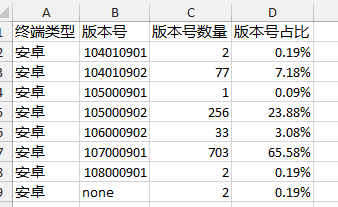 A B C D
1 终端类型 版本号 版本号数量 版本号占比
2 安卓 104010901 2 0.19%
3 安卓 104010902 77 7.18%
4 安卓 105000901 1 0.09%
5 安卓 105000902 256 23.88%
6 安卓 106000902 33 3.08%
7 安卓 107000901 703 65.58%
8 安卓 108000901 2 0.19%
9 安卓 none 2 0.19%